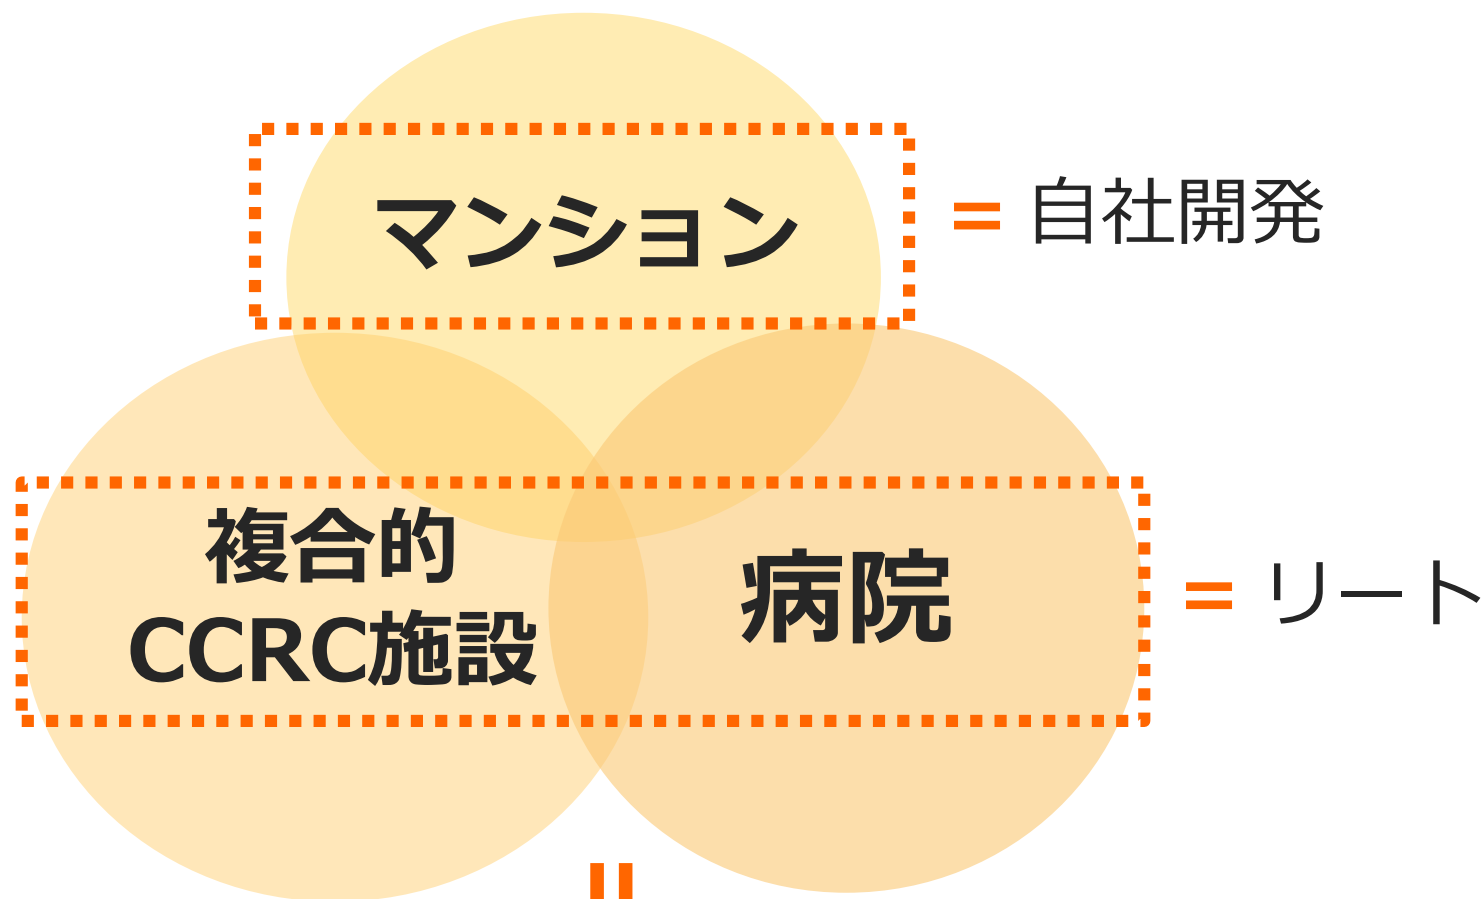 マンション
= 自社開発
複合的
CCRC施設
病院
= リート
=